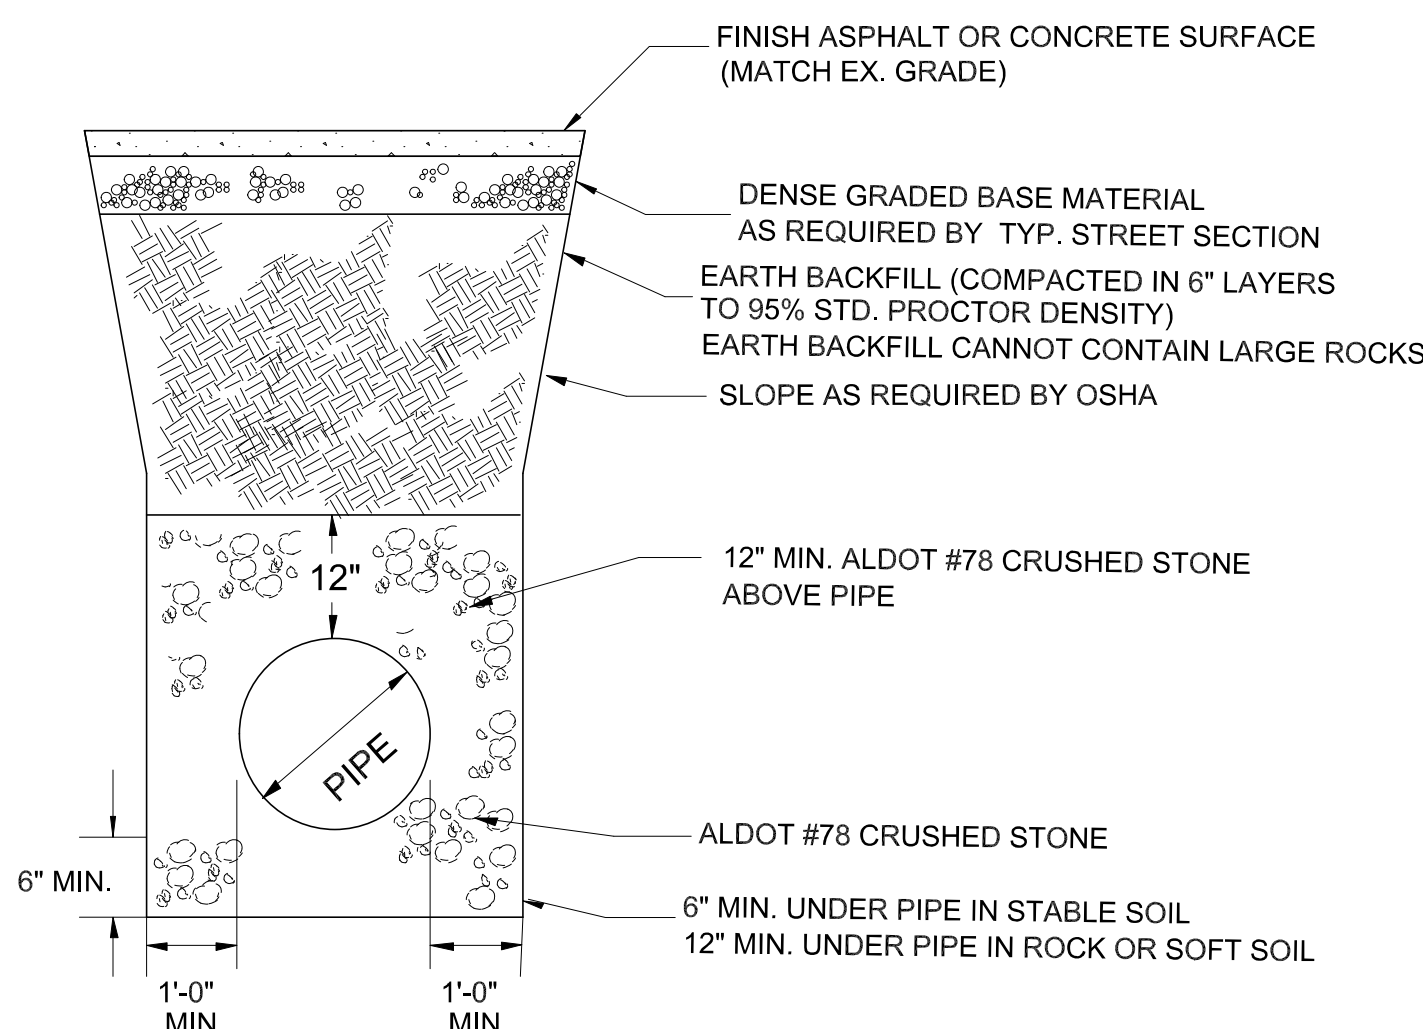 FINISH ASPHALT OR CONCRETE SURFACE
(MATCH EX. GRADE)
DENSE GRADED BASE MATERIAL
AS REQUIRED BY TYP. STREET SECTION
EARTH BACKFILL (COMPACTED IN 6" LAYERS
TO 95% STD. PROCTOR DENSITY)
EARTH BACKFILL CANNOT CONTAIN LARGE ROCKS
SLOPE AS REQUIRED BY OSHA
12" MIN. ALDOT #78 CRUSHED STONE
ABOVE PIPE
12"
PIPE
ALDOT #78 CRUSHED STONE
6" MIN.
6" MIN. UNDER PIPE IN STABLE SOIL
12" MIN. UNDER PIPE IN ROCK OR SOFT SOIL
1'-0"
MIN
1'-0"
MIN